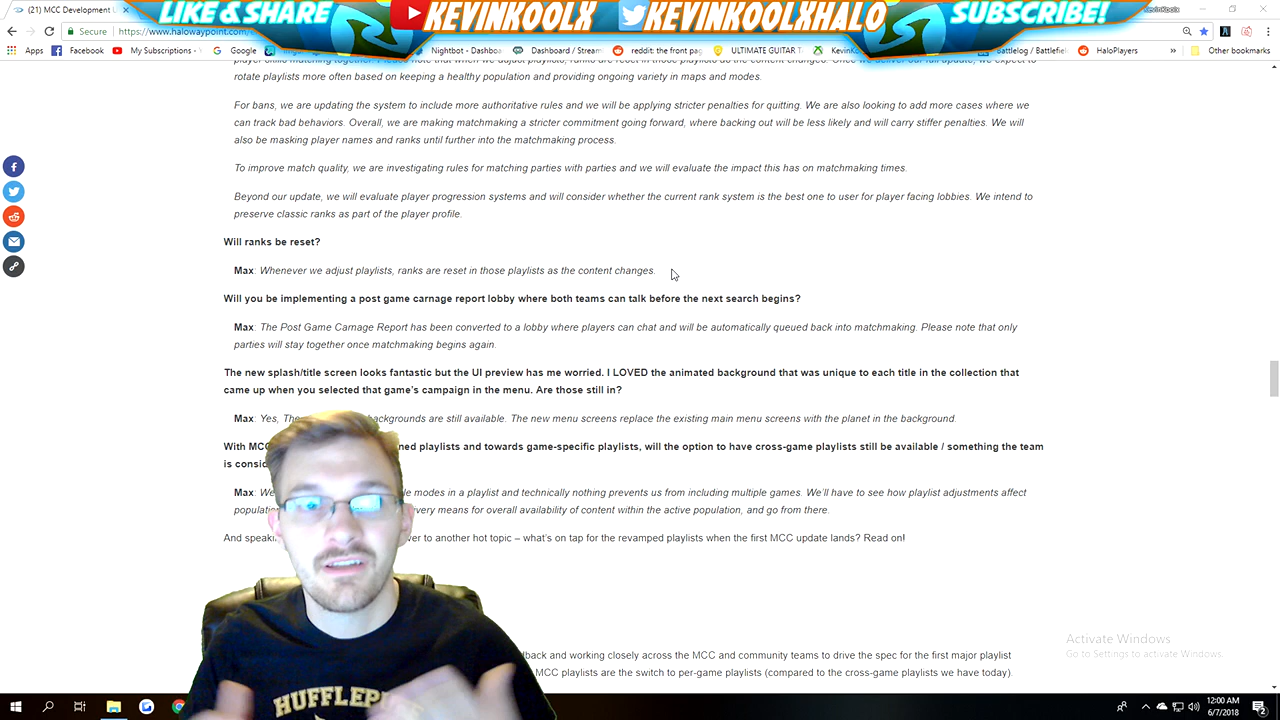 LIKE & SHARE
KEVINKOOLX
KEVINKOOLXHALO
SUBSCRIBE!
(21) MCC Development U
KevinKoolx
Secure
https://www.halowaypoint.com/
Apps
Facebook
My Subscriptions -
Google
Nightbot - Dashboa
Dashboard / Stream
reddit: the front pag
ULTIMATE GUITAR T
Battlelog / Battlefiel
HaloPlayers
Other bookmarks
rotate playlists more often based on keeping a healthy population and providing ongoing variety in maps and modes.
For bans, we are updating the system to include more authoritative rules and we will be applying stricter penalties for quitting. We are also looking to add more cases where we
can track bad behaviors. Overall, we are making matchmaking a stricter commitment going forward, where backing out will be less likely and will carry stiffer penalties. We will
also be masking player names and ranks until further into the matchmaking process.
To improve match quality, we are investigating rules for matching parties with parties and we will evaluate the impact this has on matchmaking times.
Beyond our update, we will evaluate player progression systems and will consider whether the current rank system is the best one to user for player facing lobbies. We intend to
preserve classic ranks as part of the player profile.
Will ranks be reset?
Max: Whenever we adjust playlists, ranks are reset in those playlists as the content changes.
Will you be implementing a post game carnage report lobby where both teams can talk before the next search begins?
Max: The Post Game Carnage Report has been converted to a lobby where players can chat and will be automatically queued back into matchmaking. Please note that only
parties will stay together once matchmaking begins again.
The new splash/title screen looks fantastic but the UI preview has me worried. I LOVED the animated background that was unique to each title in the collection that
came up when you selected that game's campaign in the menu. Are those still in?
Max: Yes, The backgrounds are still available. The new menu screens replace the existing main menu screens with the planet in the background.
With MCC ned playlists and towards game-specific playlists, will the option to have cross-game playlists still be available / something the team
is consid
Max: We le modes in a playlist and technically nothing prevents us from including multiple games. We'll have to see how playlist adjustments affect
population very means for overall availability of content within the active population, and go from there.
And speaki ver to another hot topic – what's on tap for the revamped playlists when the first MCC update lands? Read on!
back and working closely across the MCC and community teams to drive the spec for the first major playlist
MCC playlists are the switch to per-game playlists (compared to the cross-game playlists we have today)
Activate Windows
Go to Settings to activate Windows.
HUFFLEP
12:00 AM
6/7/2018